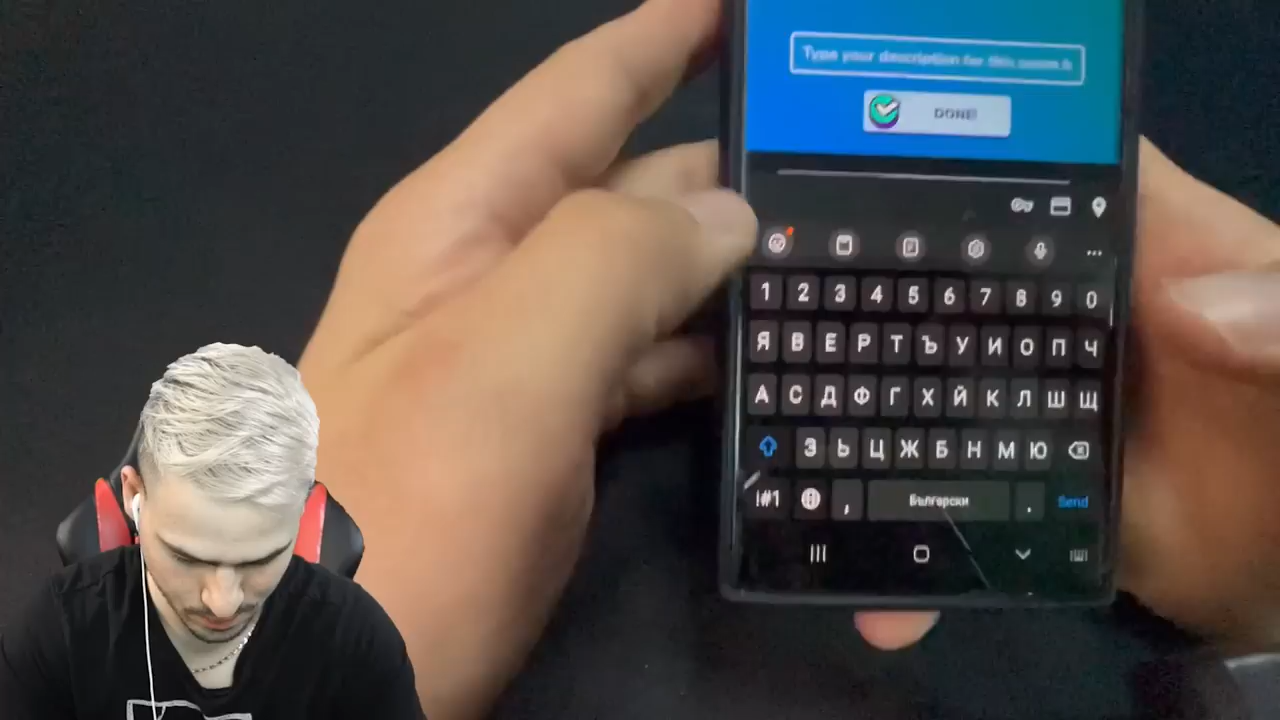 Type your description for this scene h
DONE!
1 2 3 4 5 6 7 8 9 0
Я В Е Р Т Ъ У И О П Ч
А С Д Ф Г Х Й К Л Ш Щ
З Ь Ц Ж Б Н М Ю
!#1 , Български . Send